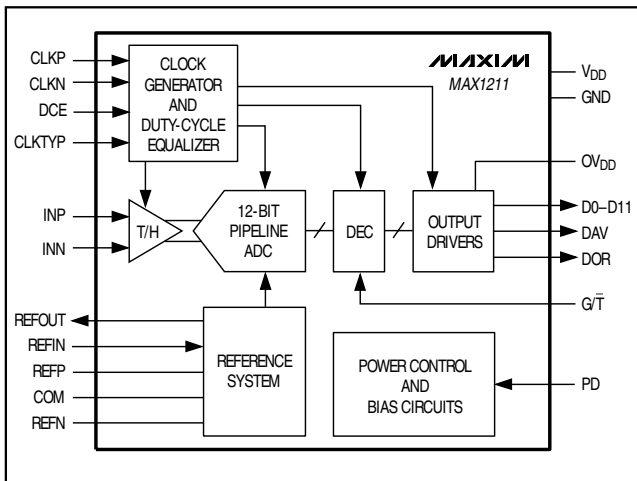 CLKP
CLKN
DCE
CLKTYP
CLOCK
GENERATOR
AND
DUTY-CYCLE
EQUALIZER
MAXIM
MAX1211
VDD
GND
OVDD
INP
INN
T/H
12-BIT
PIPELINE
ADC
DEC
OUTPUT
DRIVERS
D0–D11
DAV
DOR
G/T̅
REFOUT
REFIN
REFP
COM
REFN
REFERENCE
SYSTEM
POWER CONTROL
AND
BIAS CIRCUITS
PD